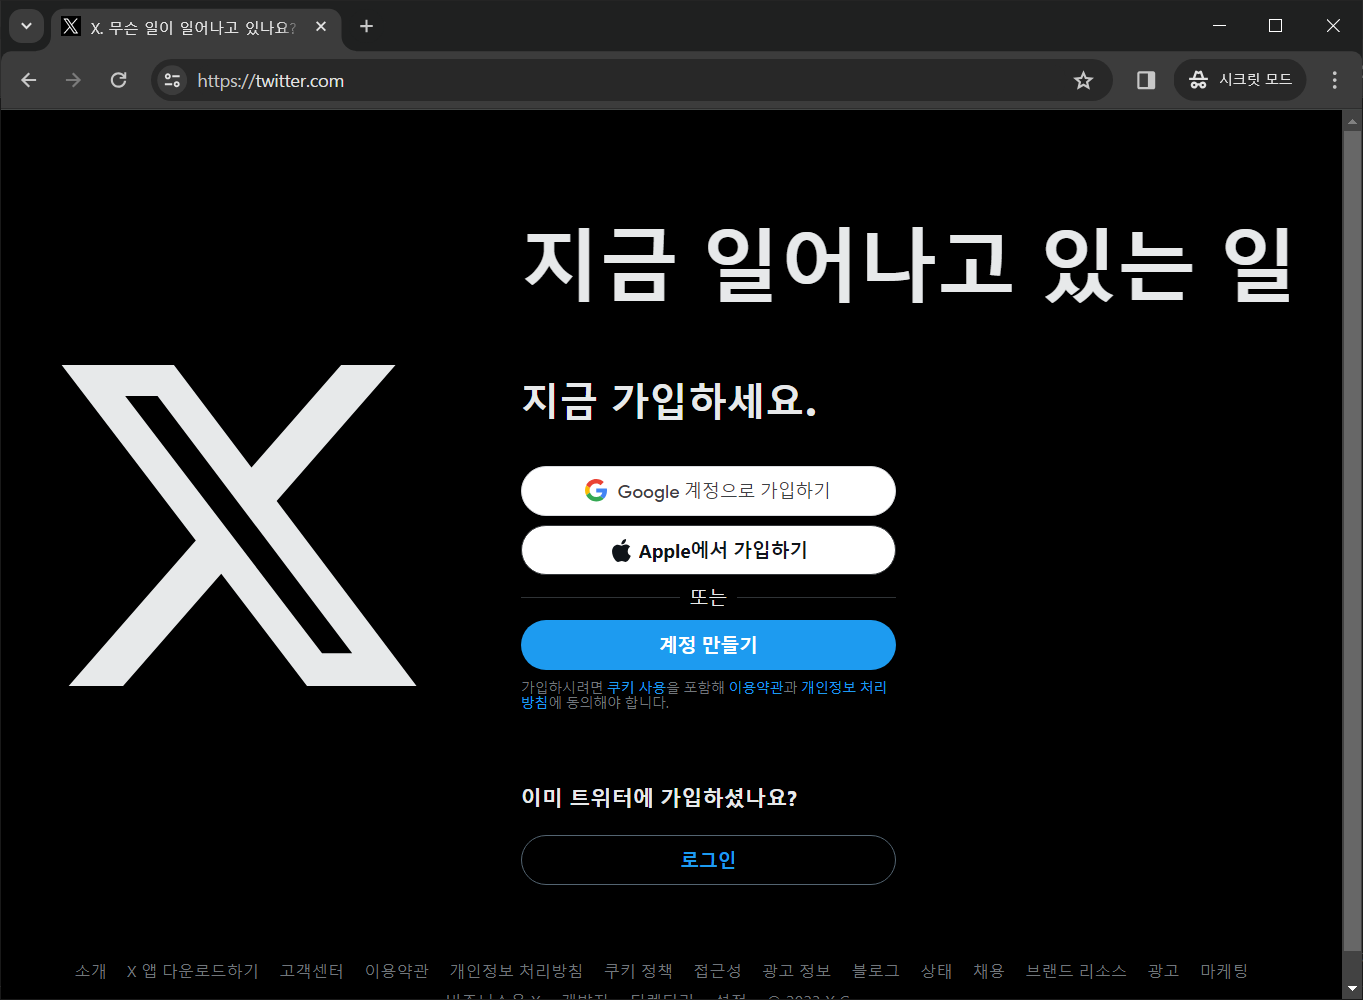 X. 무슨 일이 일어나고 있나요?
https://twitter.com
시크릿 모드
지금 일어나고 있는 일
지금 가입하세요.
Google 계정으로 가입하기
Apple에서 가입하기
또는
계정 만들기
가입하시려면 쿠키 사용을 포함해 이용약관과 개인정보 처리
방침에 동의해야 합니다.
이미 트위터에 가입하셨나요?
로그인
소개 X 앱 다운로드하기 고객센터 이용약관 개인정보 처리방침 쿠키 정책 접근성 광고 정보 블로그 상태 채용 브랜드 리소스 광고 마케팅